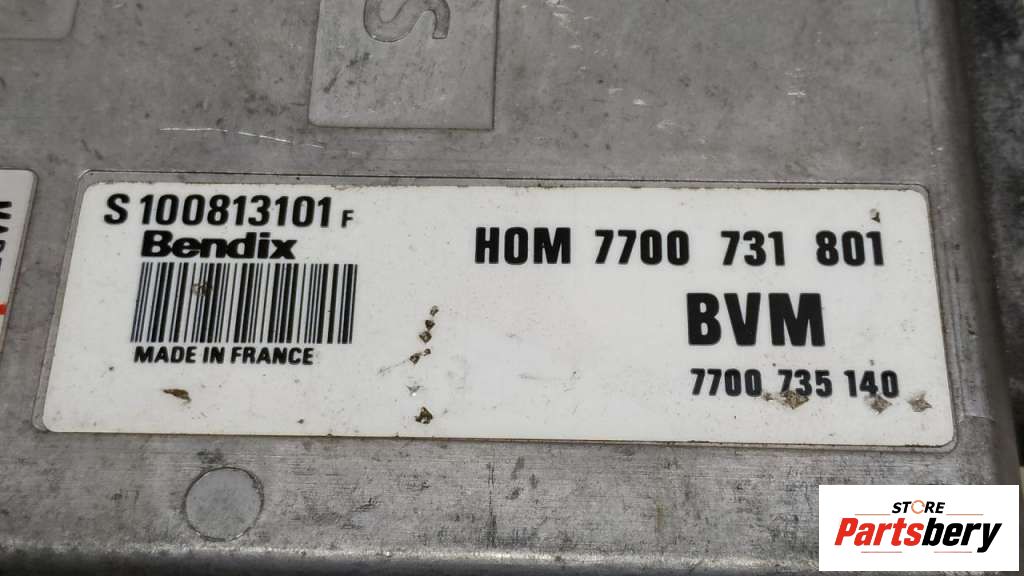 S
S 100813101 F
Bendix
MADE IN FRANCE
HOM 7700 731 801
BVM
7700 735 140
STORE
Partsbery